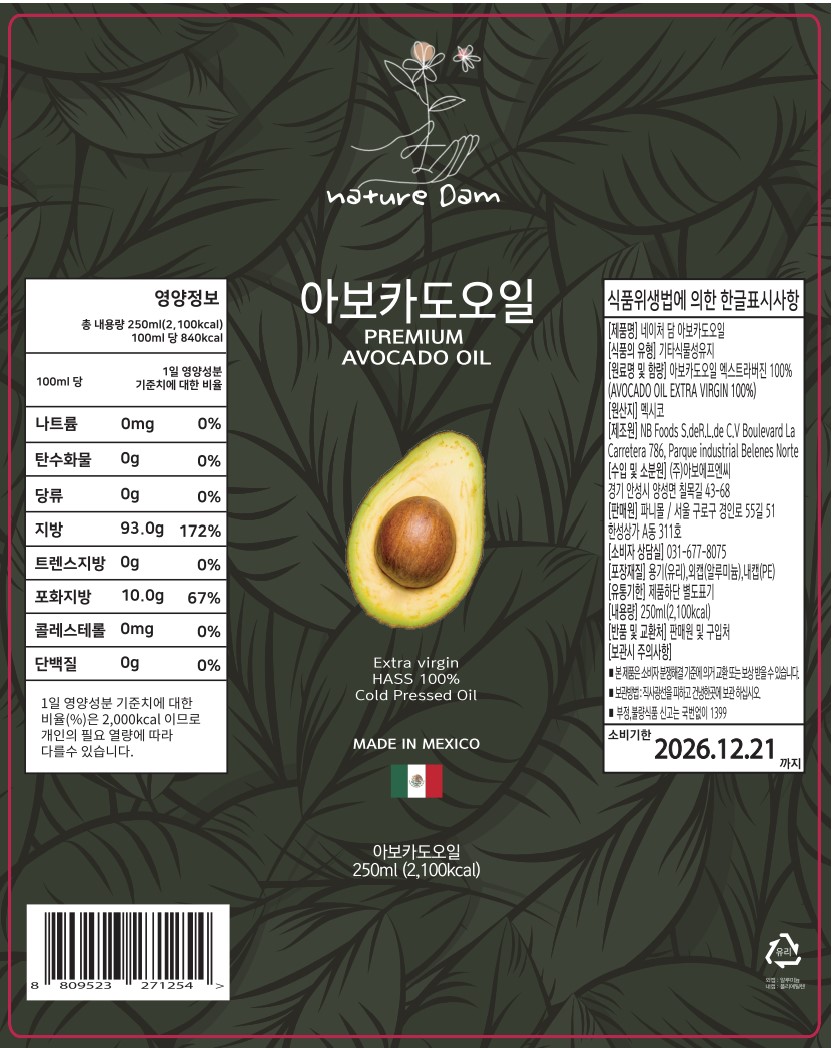 nature Dam
아보카도오일
PREMIUM
AVOCADO OIL
Extra virgin
HASS 100%
Cold Pressed Oil
MADE IN MEXICO
아보카도오일
250ml (2,100kcal)
영양정보
총 내용량 250ml(2,100kcal)
100ml 당 840kcal
100ml 당 1일 영양성분
기준치에 대한 비율
나트륨 0mg 0%
탄수화물 0g 0%
당류 0g 0%
지방 93.0g 172%
트렌스지방 0g 0%
포화지방 10.0g 67%
콜레스테롤 0mg 0%
단백질 0g 0%
1일 영양성분 기준치에 대한
비율(%)은 2,000kcal 이므로
개인의 필요 열량에 따라
다를수 있습니다.
8 809523 271254 >
식품위생법에 의한 한글표시사항
[제품명] 네이처 담 아보카도오일
[식품의 유형] 기타식물성유지
[원료명 및 함량] 아보카도오일 엑스트라버진 100%
(AVOCADO OIL EXTRA VIRGIN 100%)
[원산지] 멕시코
[제조원] NB Foods S,deR,L,de C,V Boulevard La
Carretera 786, Parque industrial Belenes Norte
[수입 및 소분원] (주)아보에프엔씨
경기 안성시 양성면 칠목길 43-68
[판매원] 파니몰 / 서울 구로구 경인로 55길 51
한성상가 A동 311호
[소비자 상담실] 031-677-8075
[포장재질] 용기(유리),외캡(알루미늄),내캡(PE)
[유통기한] 제품하단 별도표기
[내용량] 250ml(2,100kcal)
[반품 및 교환처] 판매원 및 구입처
[보관시 주의사항]
■ 본 제품은 소비자 분쟁해결 기준에 의거 교환 또는 보상 받을 수 있습니다.
■ 보관방법 : 직사광선을 피하고 건냉한곳에 보관 하십시오.
■ 부정,불량식품 신고는 국번없이 1399
소비기한
2026.12.21 까지
유리
외캡 : 알루미늄
내캡 : 폴리에틸렌